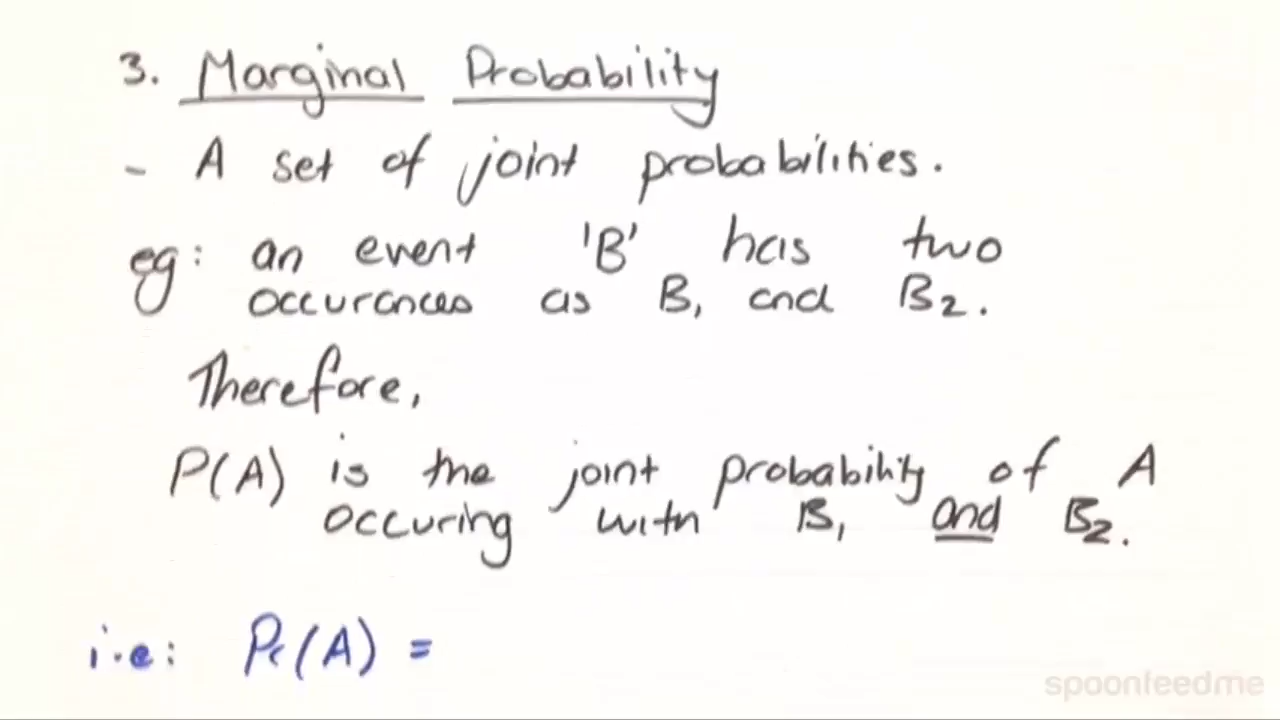 3. Marginal Probability
- A set of joint probabilities.
eg: an event 'B' has two
occurances as B₁ and B₂.
Therefore,
P(A) is the joint probability of A
occuring with B₁ and B₂.
i.e: Pr(A) =
spoonfeedme